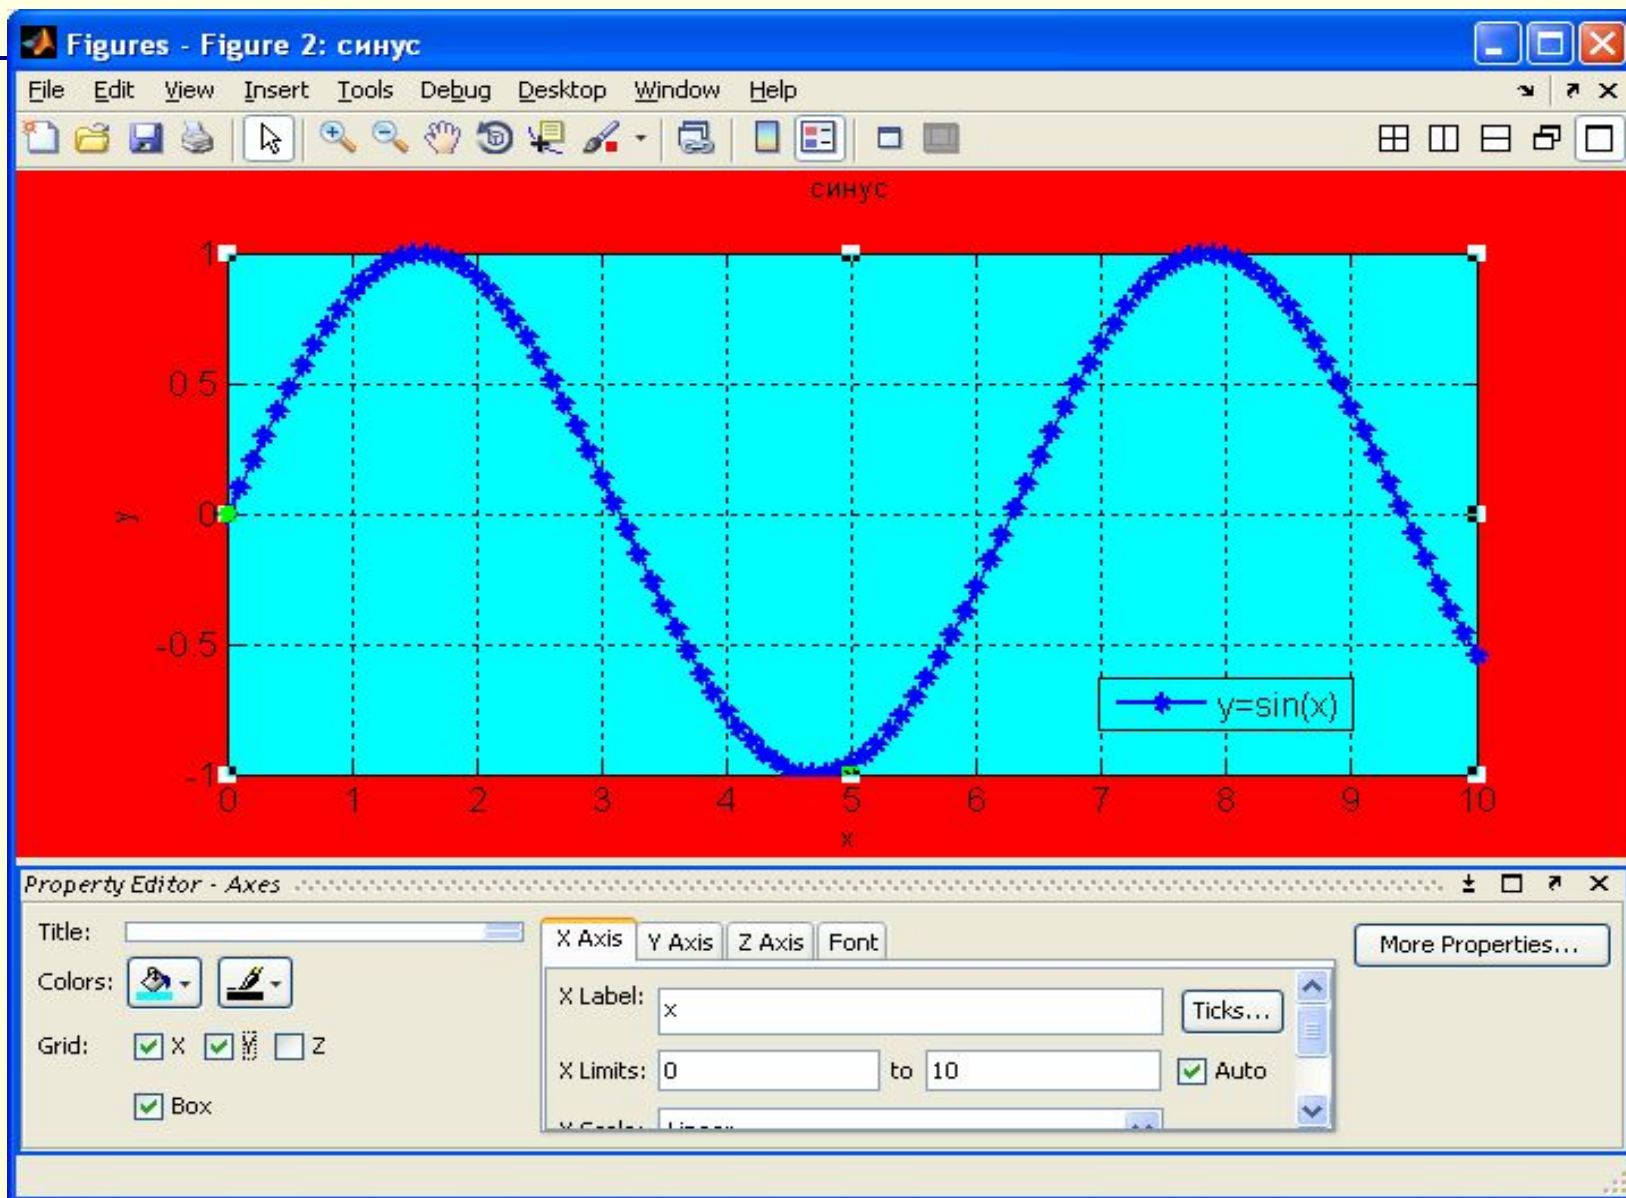 Figures - Figure 2: синус
File Edit View Insert Tools Debug Desktop Window Help
синус
1
0.5
0
-0.5
-1
y
0 1 2 3 4 5 6 7 8 9 10
x
y=sin(x)
Property Editor - Axes
Title:
Colors:
Grid: X Y Z
Box
X Axis Y Axis Z Axis Font
X Label: x Ticks...
X Limits: 0 to 10 Auto
X Scale: Linear
More Properties...